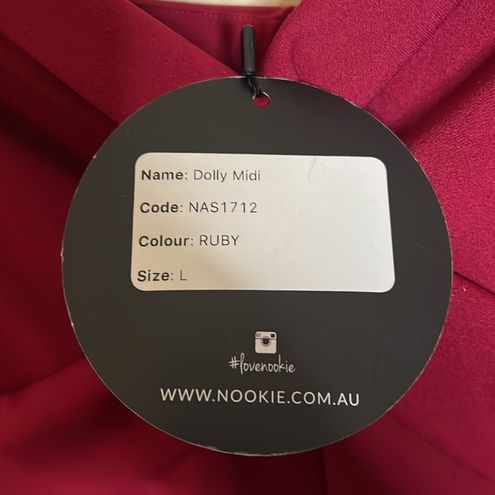 Name: Dolly Midi
Code: NAS1712
Colour: RUBY
Size: L
#lovenookie
WWW.NOOKIE.COM.AU